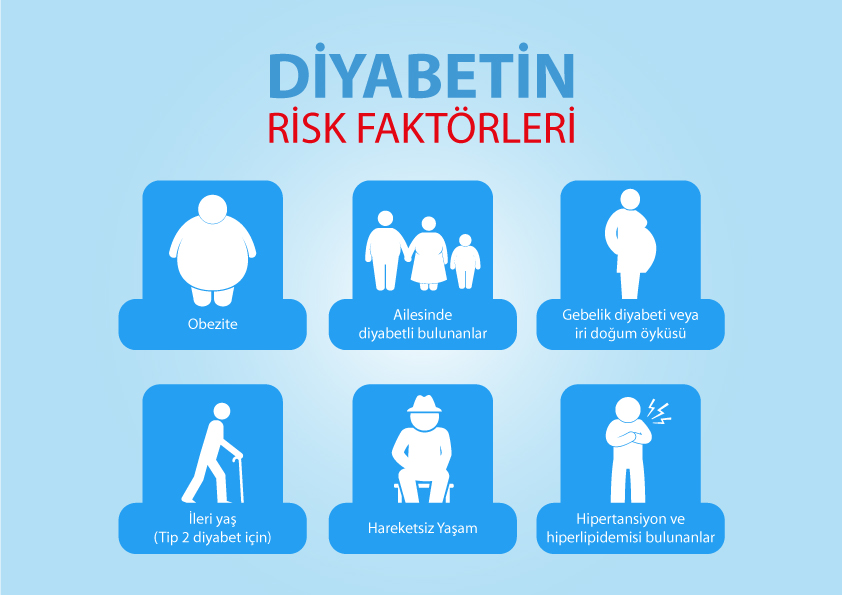 DİYABETİN
RİSK FAKTÖRLERİ
Obezite
Ailesinde
diyabetli bulunanlar
Gebelik diyabeti veya
iri doğum öyküsü
İleri yaş
(Tip 2 diyabet için)
Hareketsiz Yaşam
Hipertansiyon ve
hiperlipidemisi bulunanlar